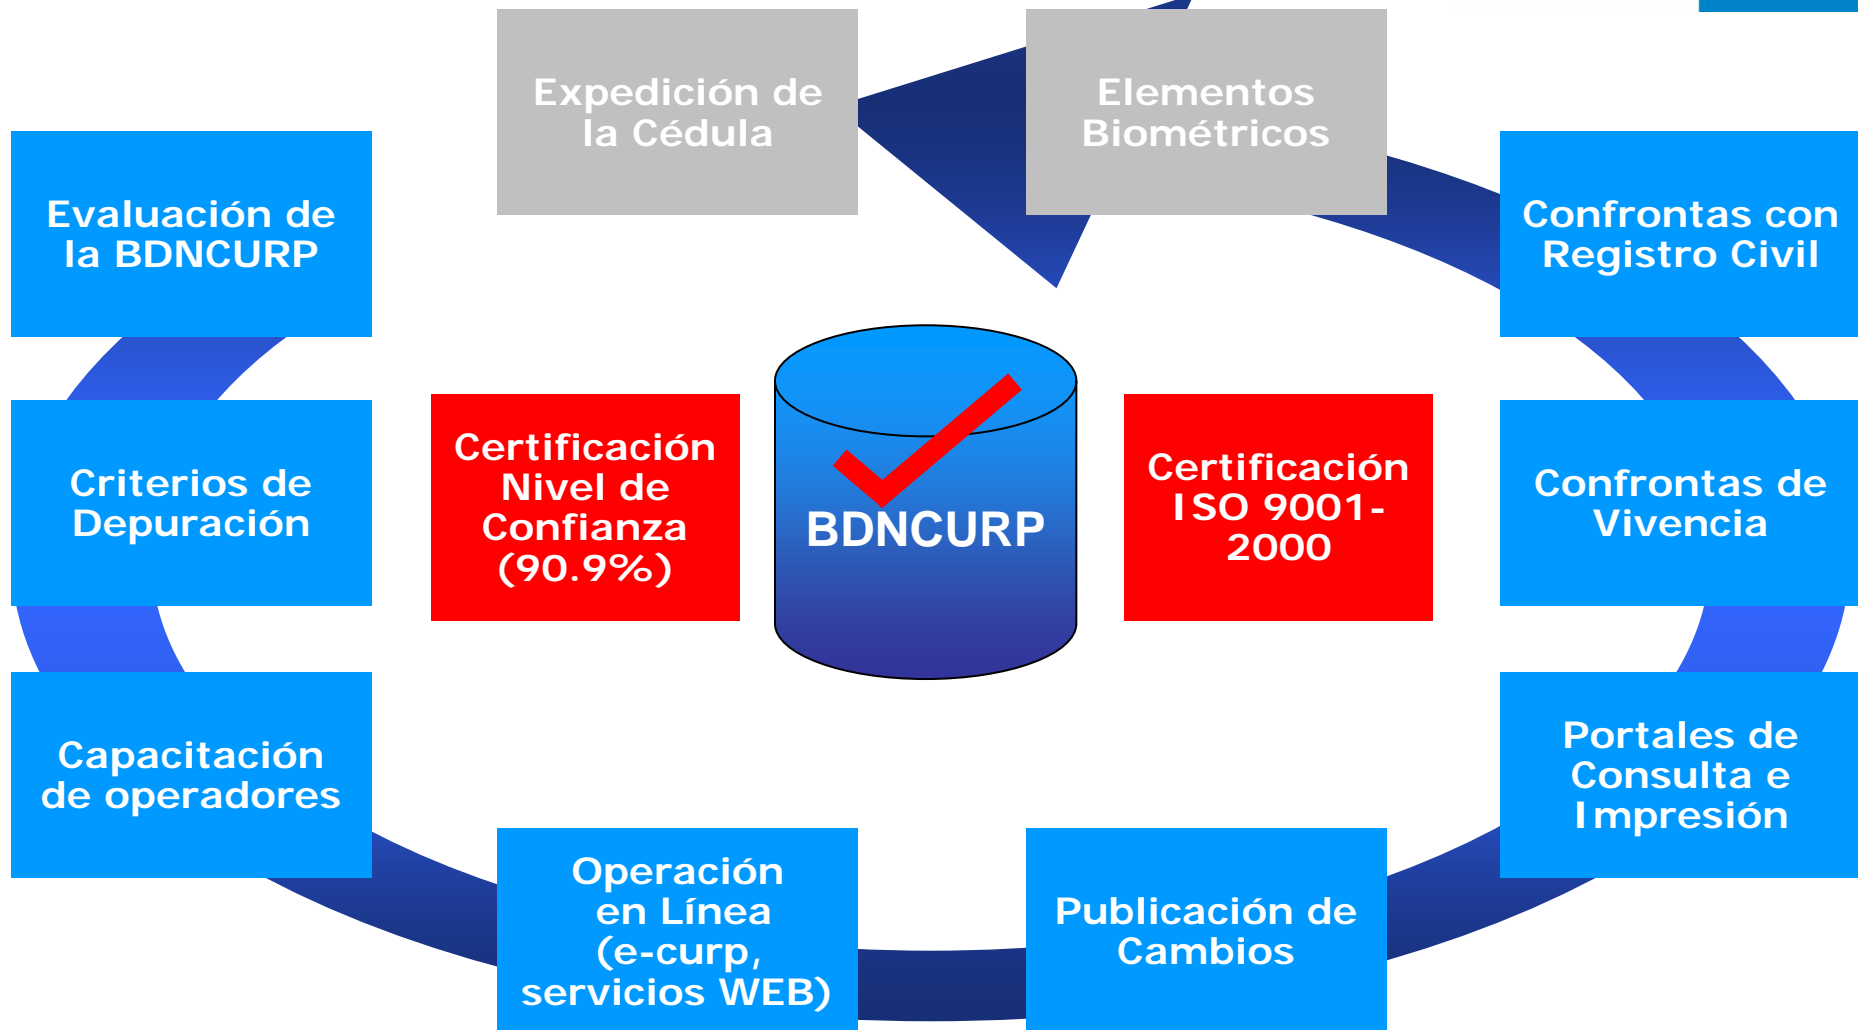 Expedición de
la Cédula
Elementos
Biométricos
Evaluación de
la BDNCURP
Confrontas con
Registro Civil
Criterios de
Depuración
Certificación
Nivel de
Confianza
(90.9%)
BDNCURP
Certificación
ISO 9001-
2000
Confrontas de
Vivencia
Capacitación
de operadores
Portales de
Consulta e
Impresión
Operación
en Línea
(e-curp,
servicios WEB)
Publicación de
Cambios